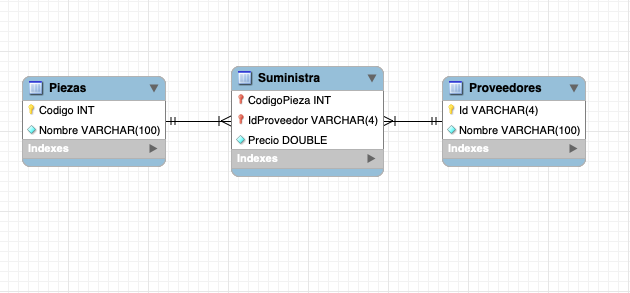 Piezas
Codigo INT
Nombre VARCHAR(100)
Indexes
Suministra
CodigoPieza INT
IdProveedor VARCHAR(4)
Precio DOUBLE
Indexes
Proveedores
Id VARCHAR(4)
Nombre VARCHAR(100)
Indexes